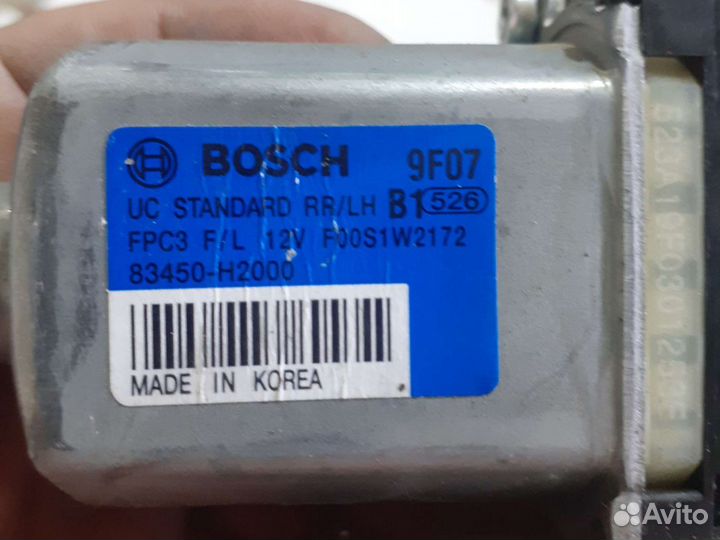 BOSCH 9F07
UC STANDARD RR/LH B1 526
FPC3 F/L 12V F00S1W2172
83450-H2000
MADE IN KOREA
Avito